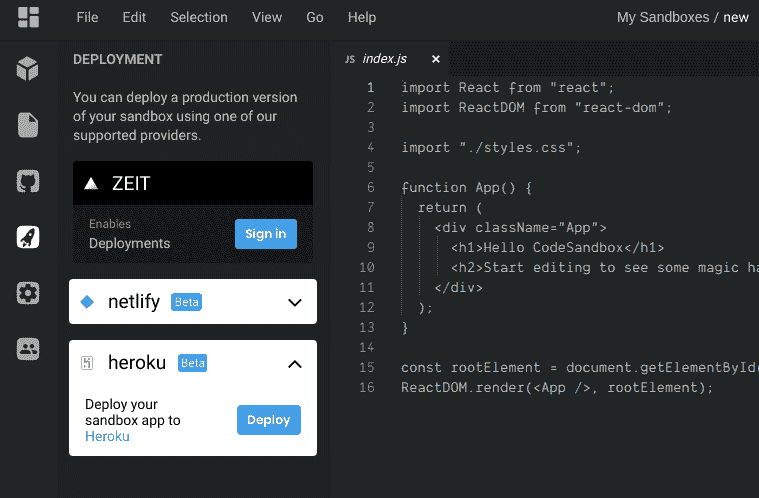 File Edit Selection View Go Help My Sandboxes / new
DEPLOYMENT
You can deploy a production version
of your sandbox using one of our
supported providers.
ZEIT
Enables
Deployments
Sign in
netlify Beta
heroku Beta
Deploy your
sandbox app to
Heroku
Deploy
JS index.js ×
1 import React from "react";
2 import ReactDOM from "react-dom";
3
4 import "./styles.css";
5
6 function App() {
7 return (
8 <div className="App">
9 <h1>Hello CodeSandbox</h1>
10 <h2>Start editing to see some magic ha
11 </div>
12 );
13 }
14
15 const rootElement = document.getElementById(
16 ReactDOM.render(<App />, rootElement);